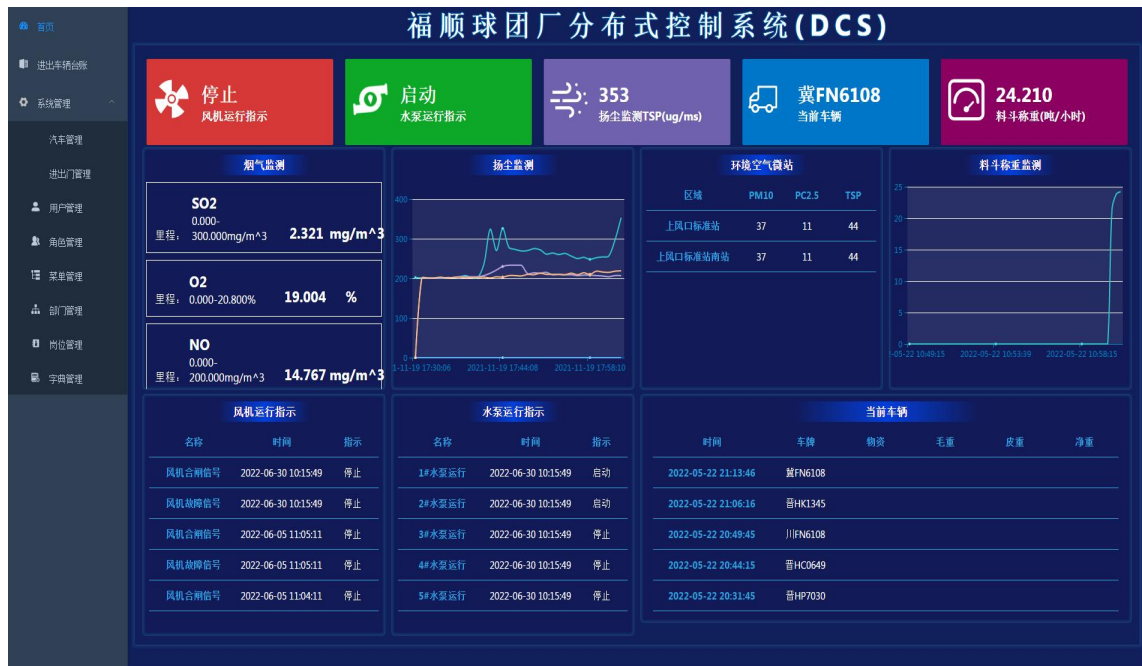 首页
进出车辆台账
系统管理
汽车管理
进出门管理
用户管理
角色管理
菜单管理
部门管理
岗位管理
字典管理
福顺球团厂分布式控制系统(DCS)
停止
风机运行指示
启动
水泵运行指示
353
扬尘监测TSP(ug/ms)
冀FN6108
当前车辆
24.210
料斗称重(吨/小时)
烟气监测
SO2
0.000-
里程: 300.000mg/m^3 2.321 mg/m^3
O2
里程: 0.000-20.800% 19.004 %
NO
0.000-
里程: 200.000mg/m^3 14.767 mg/m^3
扬尘监测
400
300
200
100
0
1-11-19 17:30:06 2021-11-19 17:44:08 2021-11-19 17:58:10
环境空气微站
区域 PM10 PC2.5 TSP
上风口标准站 37 11 44
上风口标准站南站 37 11 44
料斗称重监测
25
20
15
10
5
0
-05-22 10:49:15 2022-05-22 10:53:39 2022-05-22 10:58:15
风机运行指示
名称 时间 指示
风机合闸信号 2022-06-30 10:15:49 停止
风机故障信号 2022-06-30 10:15:49 停止
风机合闸信号 2022-06-05 11:05:11 停止
风机故障信号 2022-06-05 11:05:11 停止
风机合闸信号 2022-06-05 11:04:11 停止
水泵运行指示
名称 时间 指示
1#水泵运行 2022-06-30 10:15:49 启动
2#水泵运行 2022-06-30 10:15:49 启动
3#水泵运行 2022-06-30 10:15:49 停止
4#水泵运行 2022-06-30 10:15:49 停止
5#水泵运行 2022-06-30 10:15:49 停止
当前车辆
时间 车牌 物资 毛重 皮重 净重
2022-05-22 21:13:46 冀FN6108
2022-05-22 21:06:16 晋HK1345
2022-05-22 20:49:45 川FN6108
2022-05-22 20:44:15 晋HC0649
2022-05-22 20:31:45 晋HP7030